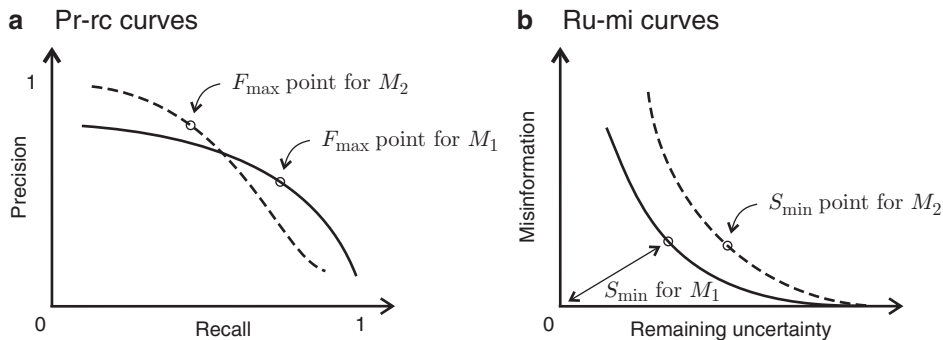 a Pr-rc curves
Precision
1
0
Recall
1
F_max point for M_2
F_max point for M_1
b Ru-mi curves
Misinformation
0
Remaining uncertainty
S_min point for M_2
S_min for M_1